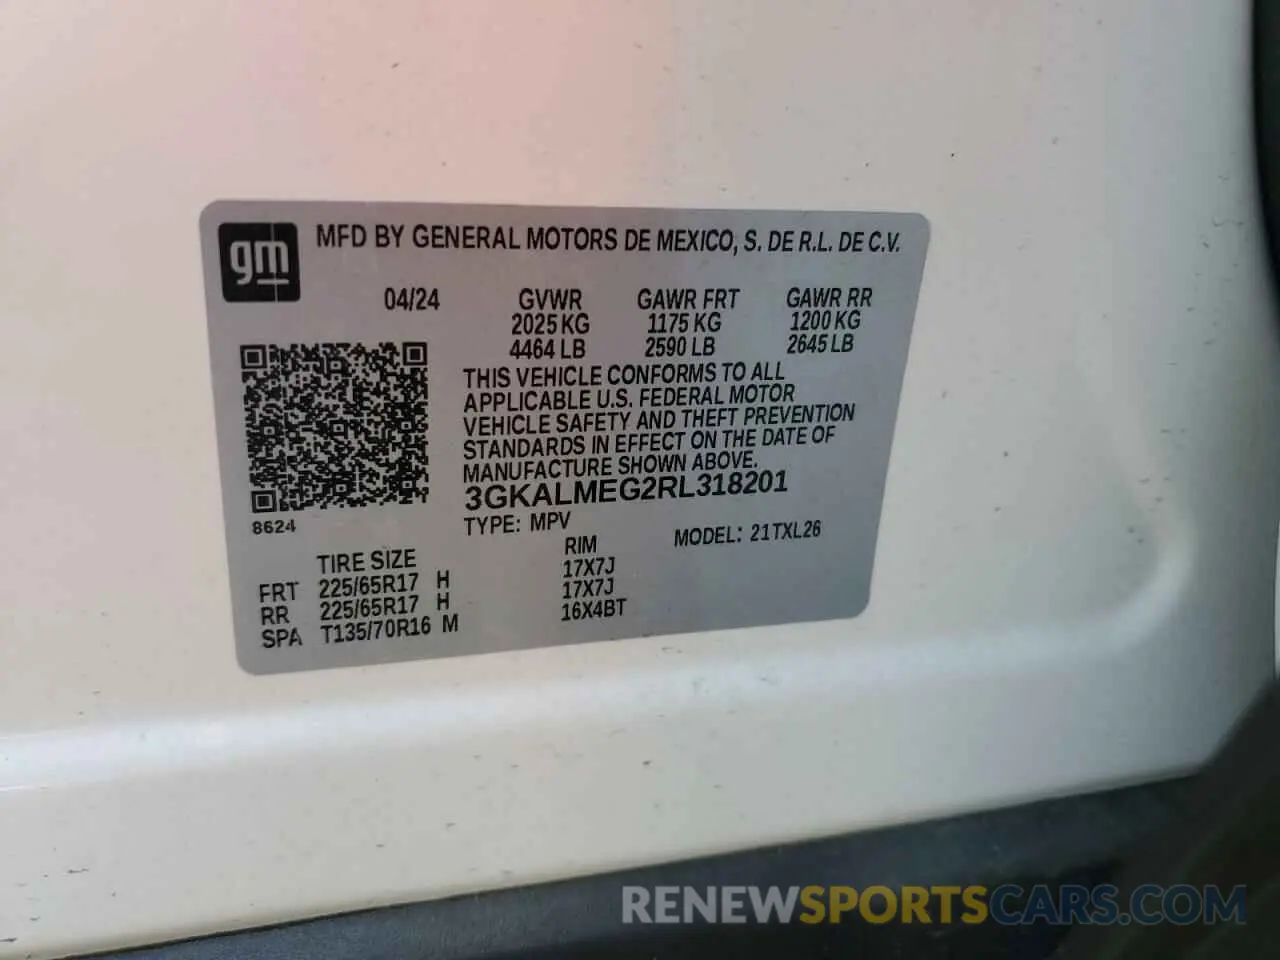 gm
MFD BY GENERAL MOTORS DE MEXICO, S. DE R.L. DE C.V.
04/24 GVWR GAWR FRT GAWR RR
2025 KG 1175 KG 1200 KG
4464 LB 2590 LB 2645 LB
THIS VEHICLE CONFORMS TO ALL
APPLICABLE U.S. FEDERAL MOTOR
VEHICLE SAFETY AND THEFT PREVENTION
STANDARDS IN EFFECT ON THE DATE OF
MANUFACTURE SHOWN ABOVE.
3GKALMEG2RL318201
8624
TYPE: MPV MODEL: 21TXL26
TIRE SIZE RIM
FRT 225/65R17 H 17X7J
RR 225/65R17 H 17X7J
SPA T135/70R16 M 16X4BT
RENEWSPORTSCARS.COM